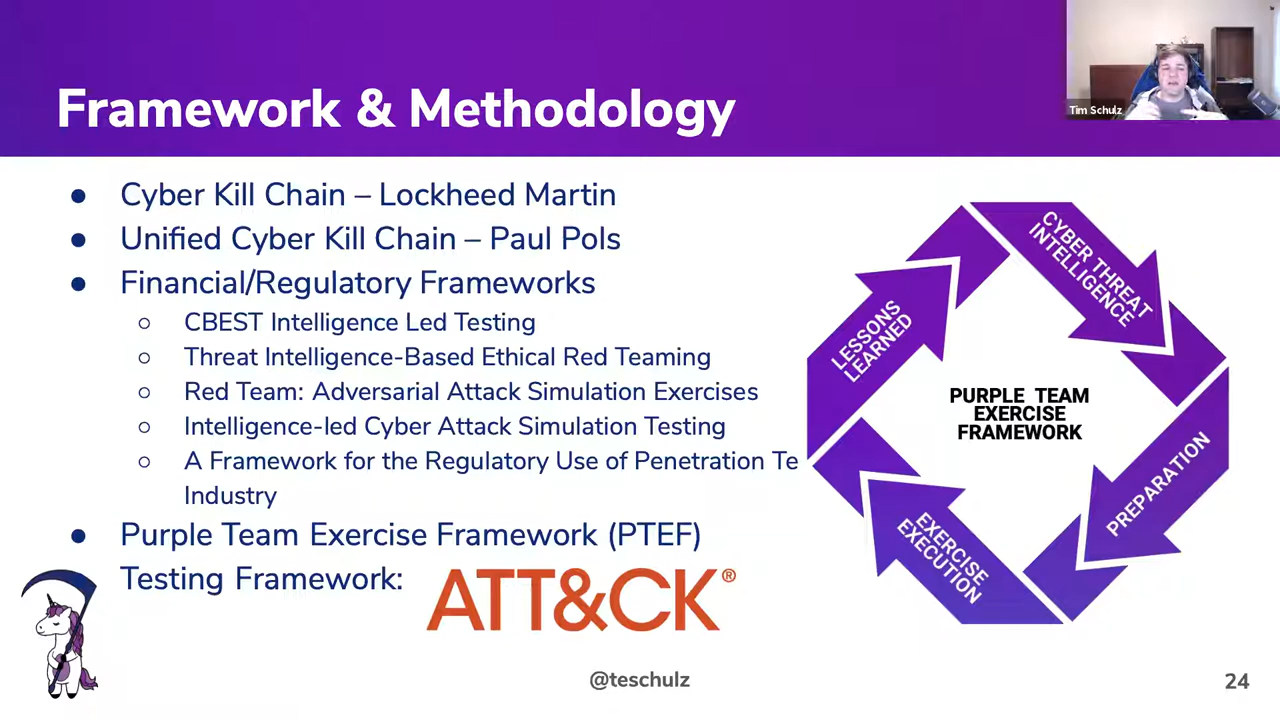 Tim Schulz
Framework & Methodology
● Cyber Kill Chain – Lockheed Martin
● Unified Cyber Kill Chain – Paul Pols
● Financial/Regulatory Frameworks
○ CBEST Intelligence Led Testing
○ Threat Intelligence-Based Ethical Red Teaming
○ Red Team: Adversarial Attack Simulation Exercises
○ Intelligence-led Cyber Attack Simulation Testing
○ A Framework for the Regulatory Use of Penetration Te
Industry
● Purple Team Exercise Framework (PTEF)
Testing Framework:
ATT&CK®
CYBER THREAT
INTELLIGENCE
PREPARATION
EXERCISE
EXECUTION
LESSONS
LEARNED
PURPLE TEAM
EXERCISE
FRAMEWORK
@teschulz
24